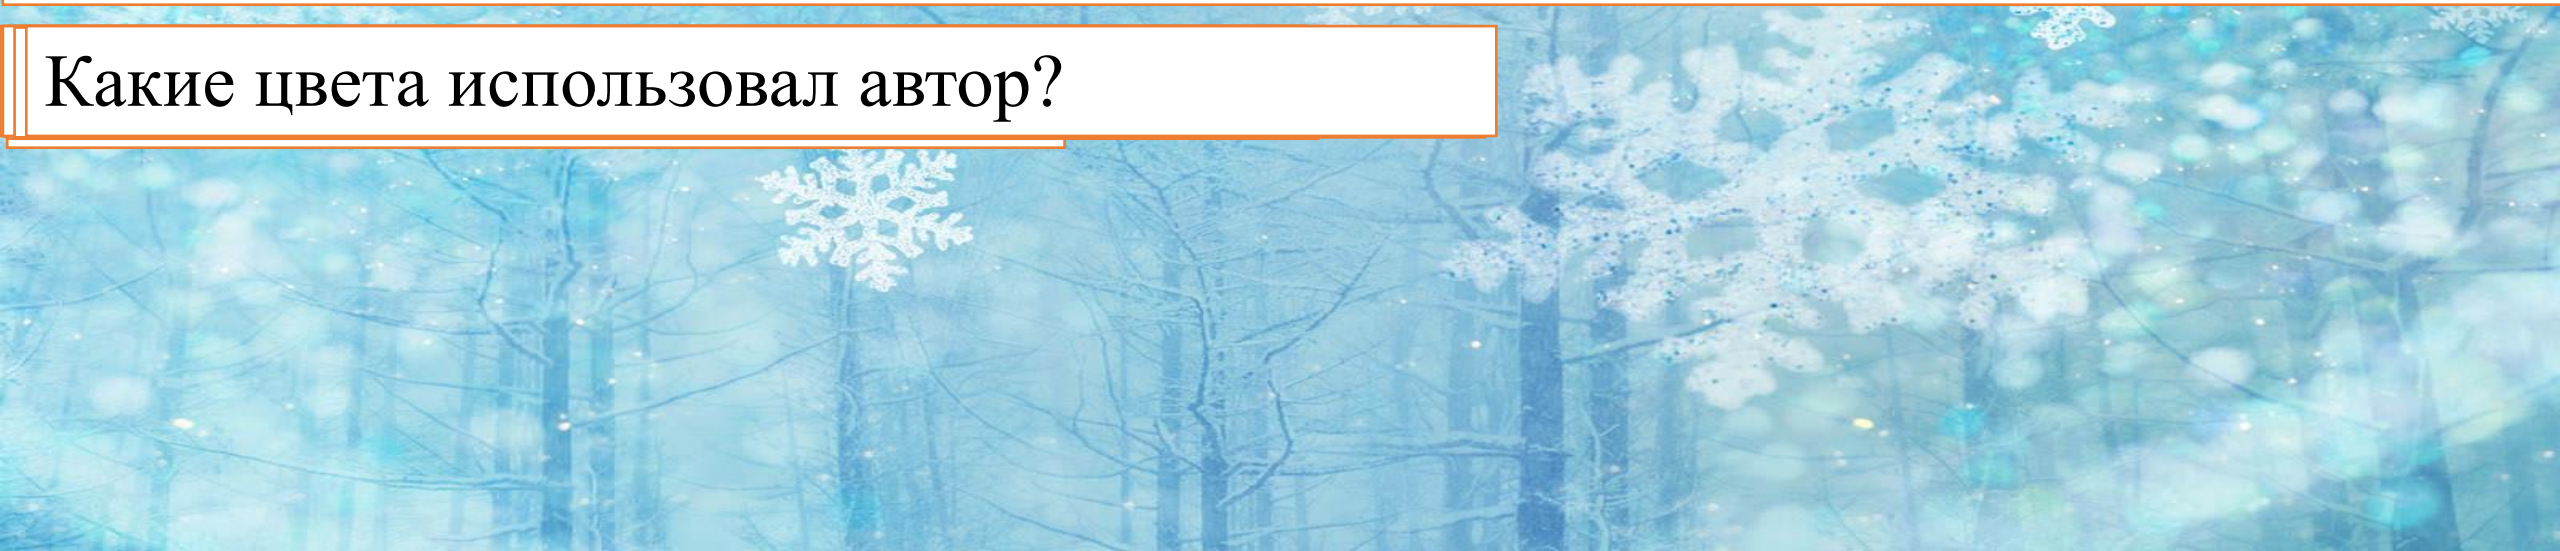 Какие цвета использовал автор?